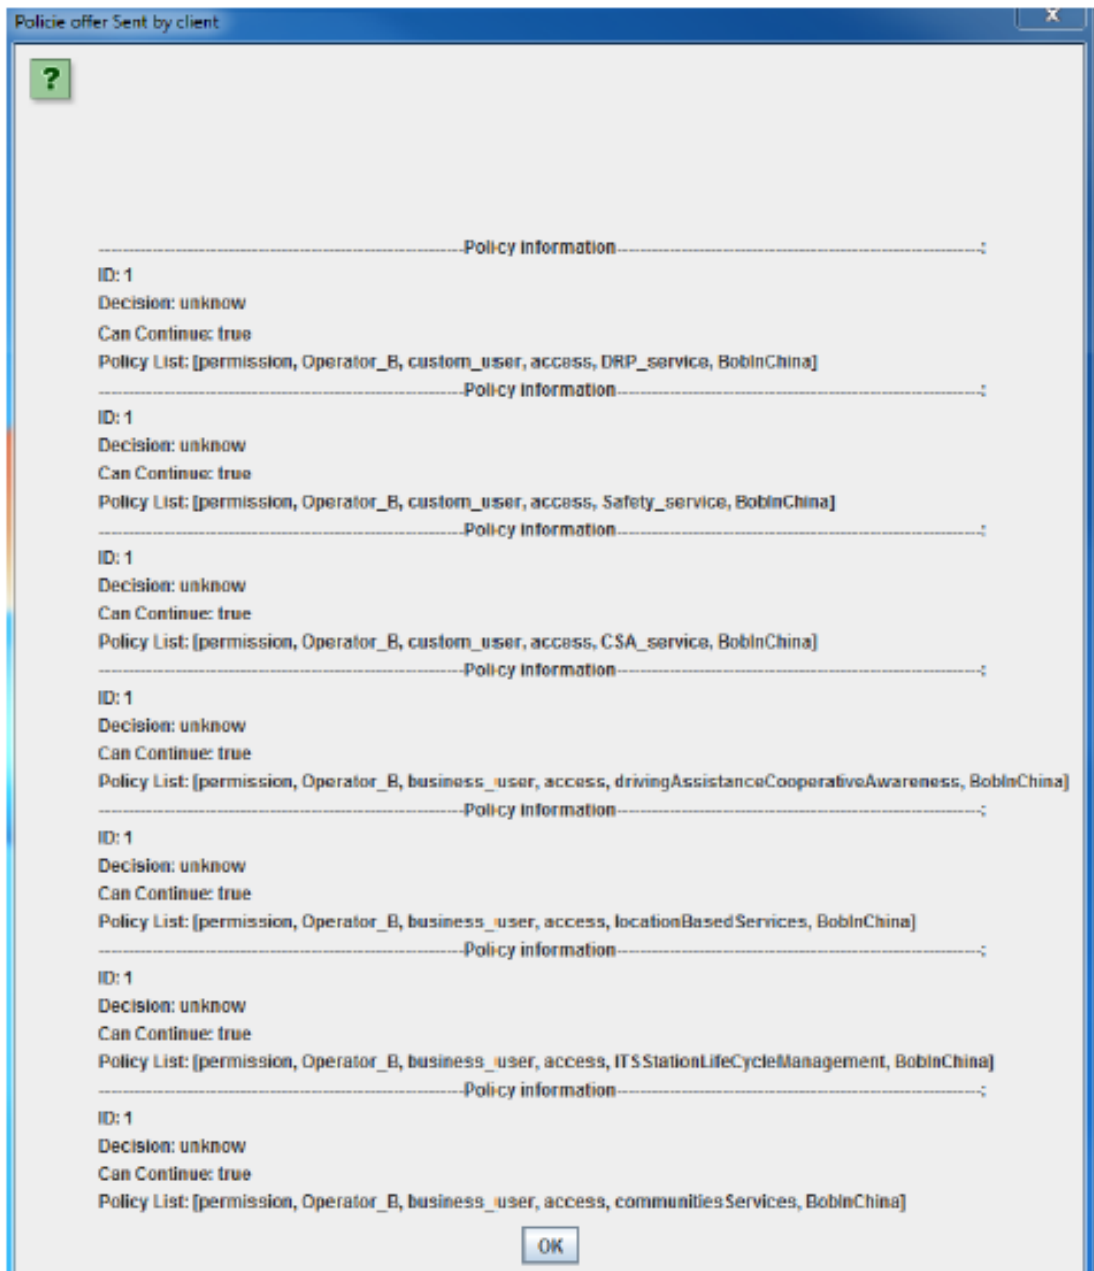 Policie offer Sent by client
x
?
--------Policy information--------:
ID: 1
Decision: unknow
Can Continue: true
Policy List: [permission, Operator_B, custom_user, access, DRP_service, BobInChina]
--------Policy information--------:
ID: 1
Decision: unknow
Can Continue: true
Policy List: [permission, Operator_B, custom_user, access, Safety_service, BobInChina]
--------Policy information--------:
ID: 1
Decision: unknow
Can Continue: true
Policy List: [permission, Operator_B, custom_user, access, CSA_service, BobInChina]
--------Policy information--------:
ID: 1
Decision: unknow
Can Continue: true
Policy List: [permission, Operator_B, business_user, access, drivingAssistanceCooperativeAwareness, BobInChina]
--------Policy information--------:
ID: 1
Decision: unknow
Can Continue: true
Policy List: [permission, Operator_B, business_user, access, locationBasedServices, BobInChina]
--------Policy information--------:
ID: 1
Decision: unknow
Can Continue: true
Policy List: [permission, Operator_B, business_user, access, ITSStationLifeCycleManagement, BobInChina]
--------Policy information--------:
ID: 1
Decision: unknow
Can Continue: true
Policy List: [permission, Operator_B, business_user, access, communitiesServices, BobInChina]
OK